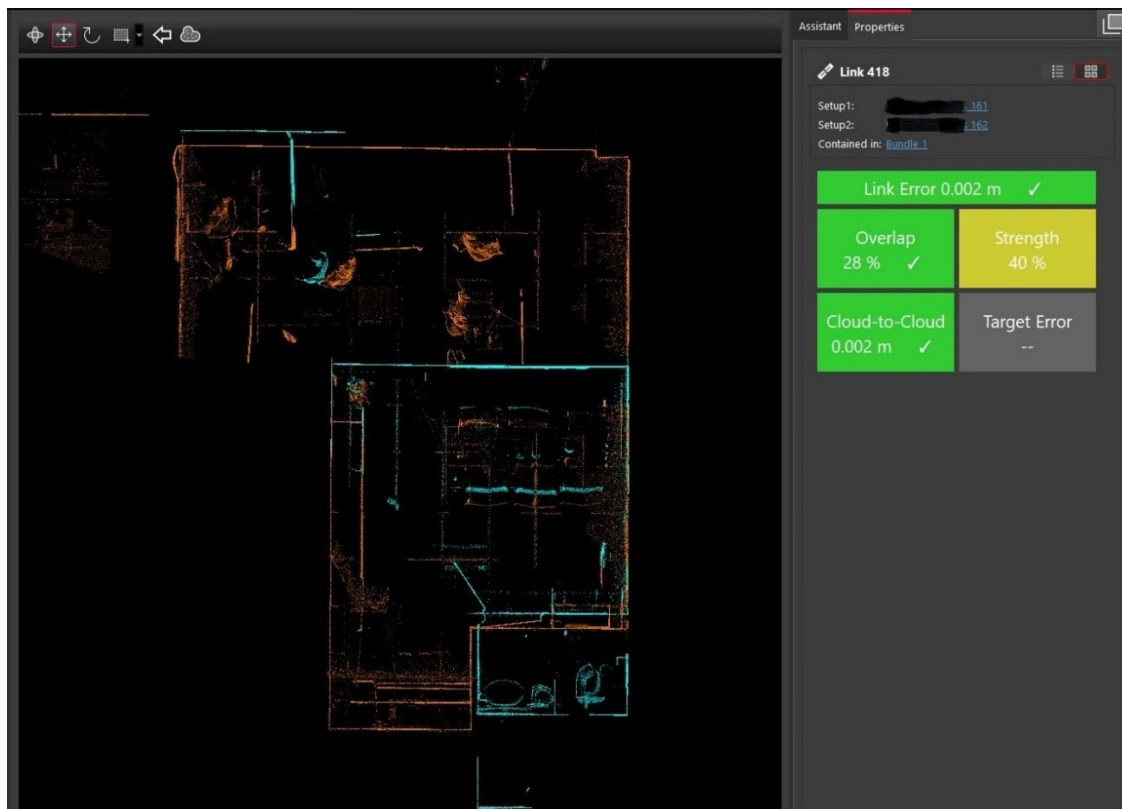 Assistant Properties
Link 418
Setup1: 161
Setup2: 162
Contained in: Bundle 1
Link Error 0.002 m ✓
Overlap
28 % ✓
Strength
40 %
Cloud-to-Cloud
0.002 m ✓
Target Error
--